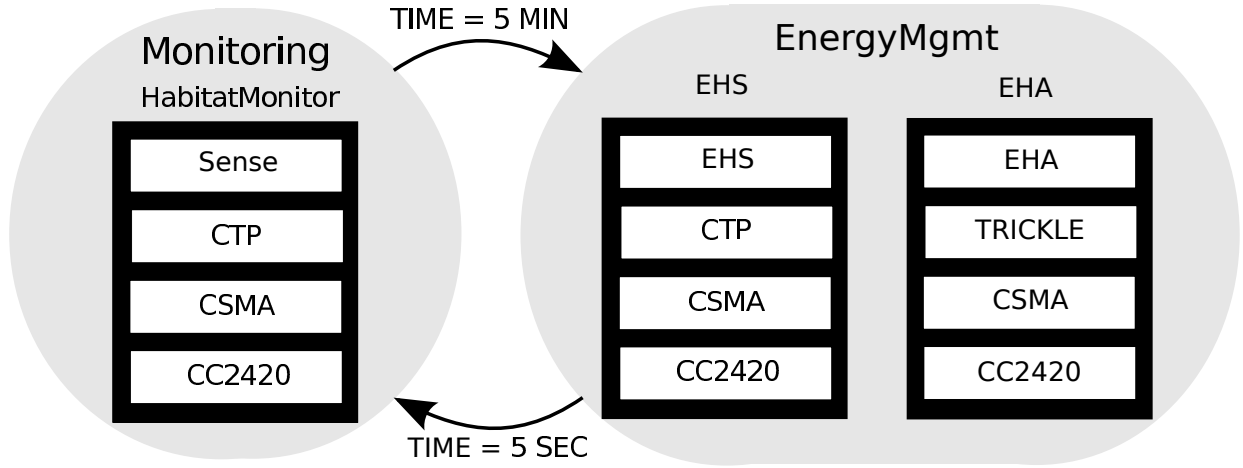 TIME = 5 MIN
Monitoring
HabitatMonitor
Sense
CTP
CSMA
CC2420
EnergyMgmt
EHS
EHS
CTP
CSMA
CC2420
EHA
EHA
TRICKLE
CSMA
CC2420
TIME = 5 SEC